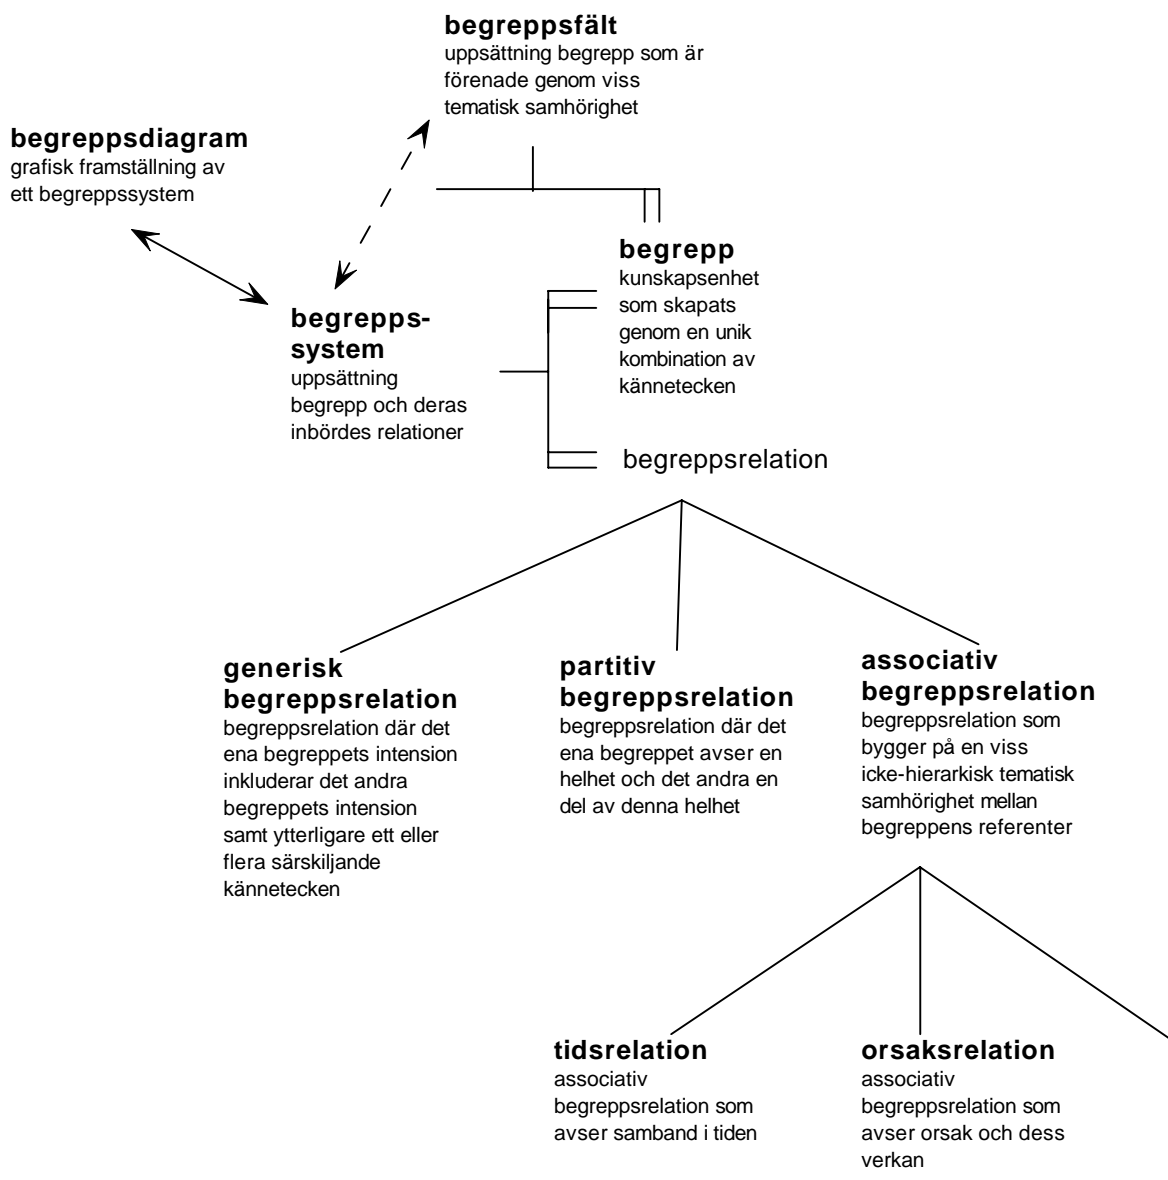 begreppsfält
uppsättning begrepp som är
förenade genom viss
tematisk samhörighet
begreppsdiagram
grafisk framställning av
ett begreppssystem
begrepp
kunskapsenhet
som skapats
genom en unik
kombination av
kännetecken
begrepps-
system
uppsättning
begrepp och deras
inbördes relationer
begreppsrelation
generisk
begreppsrelation
begreppsrelation där det
ena begreppets intension
inkluderar det andra
begreppets intension
samt ytterligare ett eller
flera särskiljande
kännetecken
partitiv
begreppsrelation
begreppsrelation där det
ena begreppet avser en
helhet och det andra en
del av denna helhet
associativ
begreppsrelation
begreppsrelation som
bygger på en viss
icke-hierarkisk tematisk
samhörighet mellan
begreppens referenter
tidsrelation
associativ
begreppsrelation som
avser samband i tiden
orsaksrelation
associativ
begreppsrelation som
avser orsak och dess
verkan